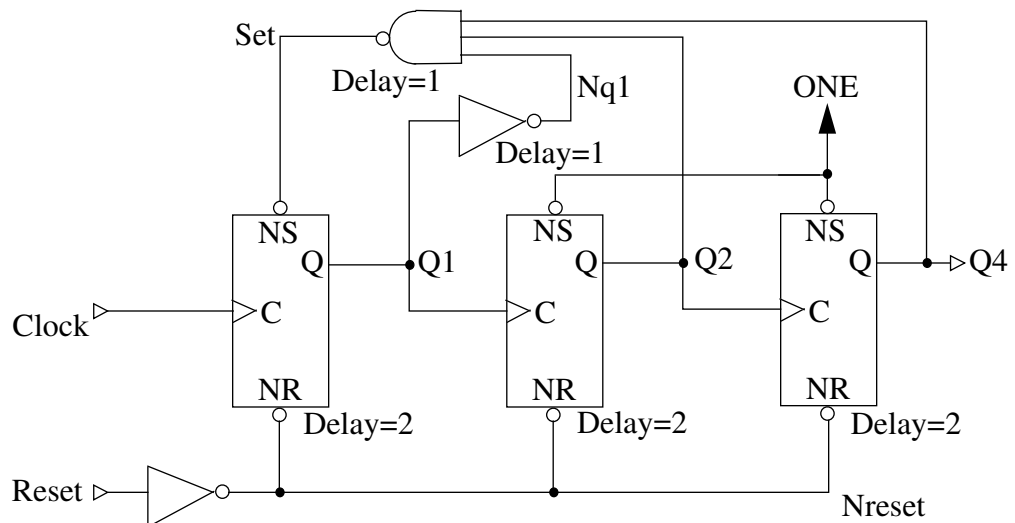 Set
Delay=1
Nq1
ONE
Delay=1
NS
NS
NS
Q
Q1
Q
Q2
Q
Q4
Clock
C
C
C
NR
NR
NR
Delay=2
Delay=2
Delay=2
Reset
Nreset